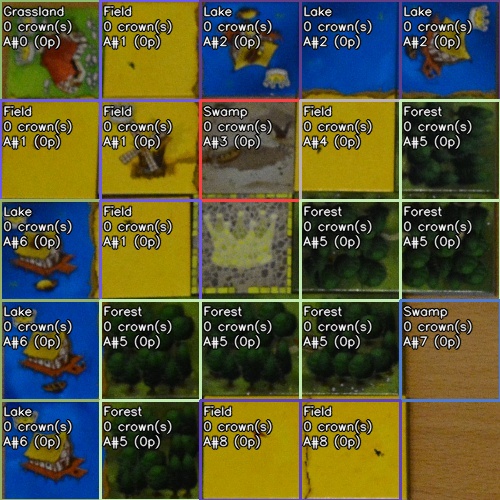 Grassland
0 crown(s)
A#0 (0p)
Field
0 crown(s)
A#1 (0p)
Lake
0 crown(s)
A#2 (0p)
Lake
0 crown(s)
A#2 (0p)
Lake
0 crown(s)
A#2 (0p)
Field
0 crown(s)
A#1 (0p)
Field
0 crown(s)
A#1 (0p)
Swamp
0 crown(s)
A#3 (0p)
Field
0 crown(s)
A#4 (0p)
Forest
0 crown(s)
A#5 (0p)
Lake
0 crown(s)
A#6 (0p)
Field
0 crown(s)
A#1 (0p)
Forest
0 crown(s)
A#5 (0p)
Forest
0 crown(s)
A#5 (0p)
Lake
0 crown(s)
A#6 (0p)
Forest
0 crown(s)
A#5 (0p)
Forest
0 crown(s)
A#5 (0p)
Forest
0 crown(s)
A#5 (0p)
Swamp
0 crown(s)
A#7 (0p)
Lake
0 crown(s)
A#6 (0p)
Forest
0 crown(s)
A#5 (0p)
Field
0 crown(s)
A#8 (0p)
Field
0 crown(s)
A#8 (0p)